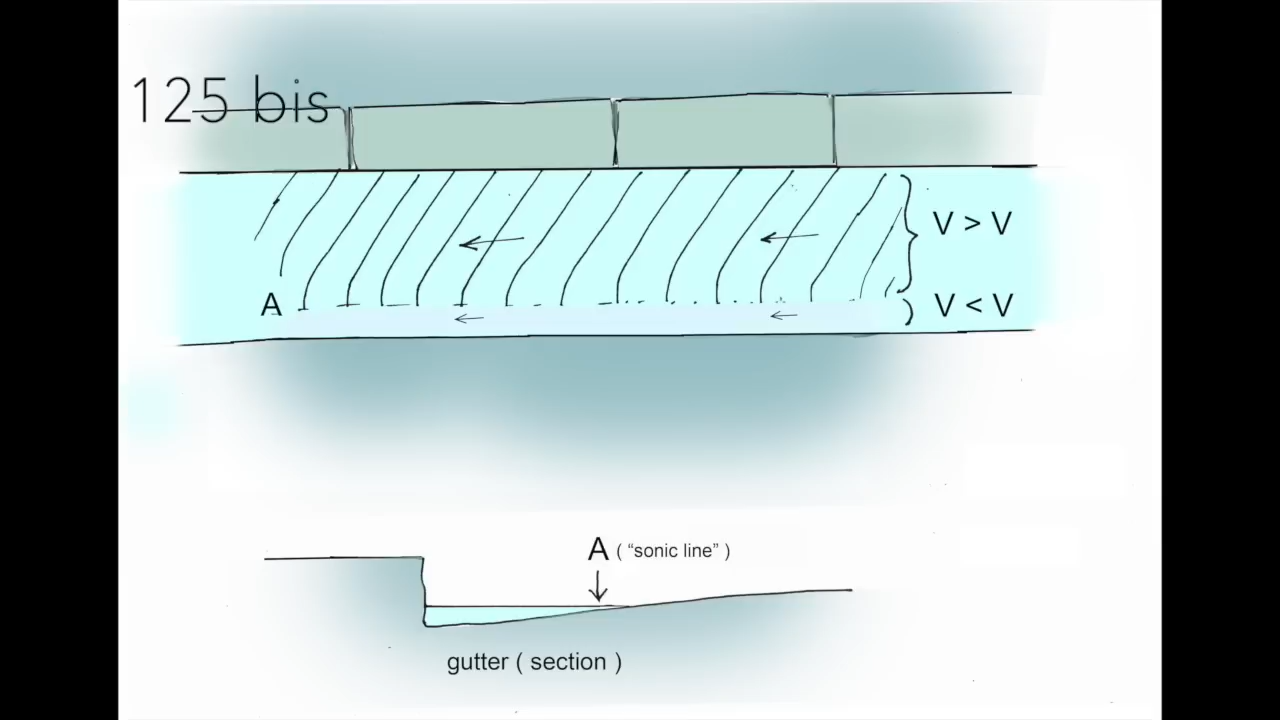 125 bis
V > V
A
V < V
A ( “sonic line” )
gutter ( section )